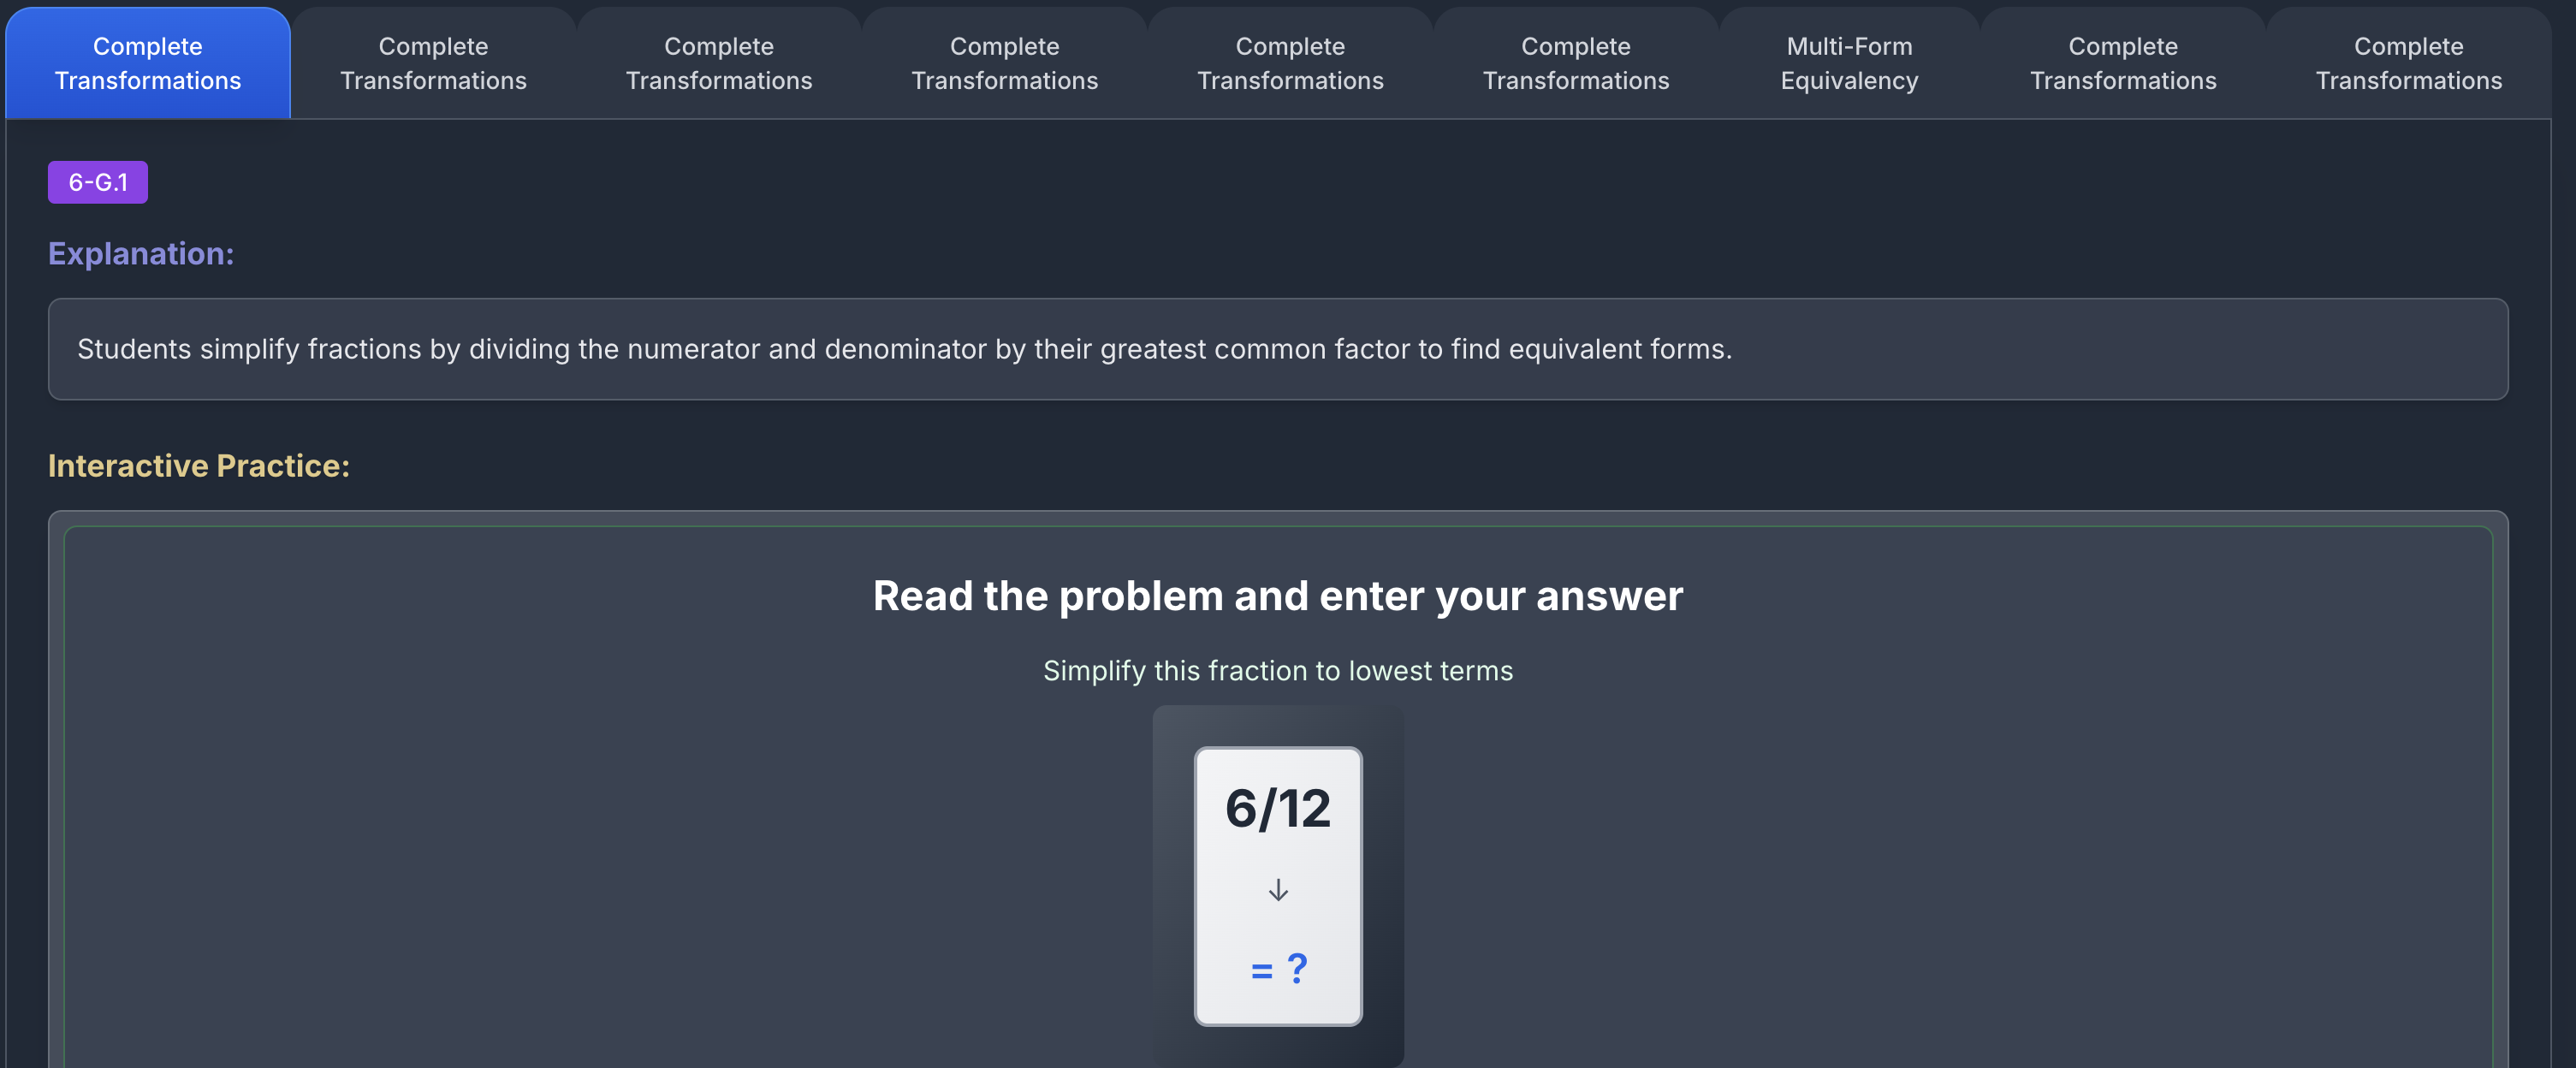 Complete
Transformations
Complete
Transformations
Complete
Transformations
Complete
Transformations
Complete
Transformations
Complete
Transformations
Multi-Form
Equivalency
Complete
Transformations
Complete
Transformations
6-G.1
Explanation:
Students simplify fractions by dividing the numerator and denominator by their greatest common factor to find equivalent forms.
Interactive Practice:
Read the problem and enter your answer
Simplify this fraction to lowest terms
6/12
↓
= ?